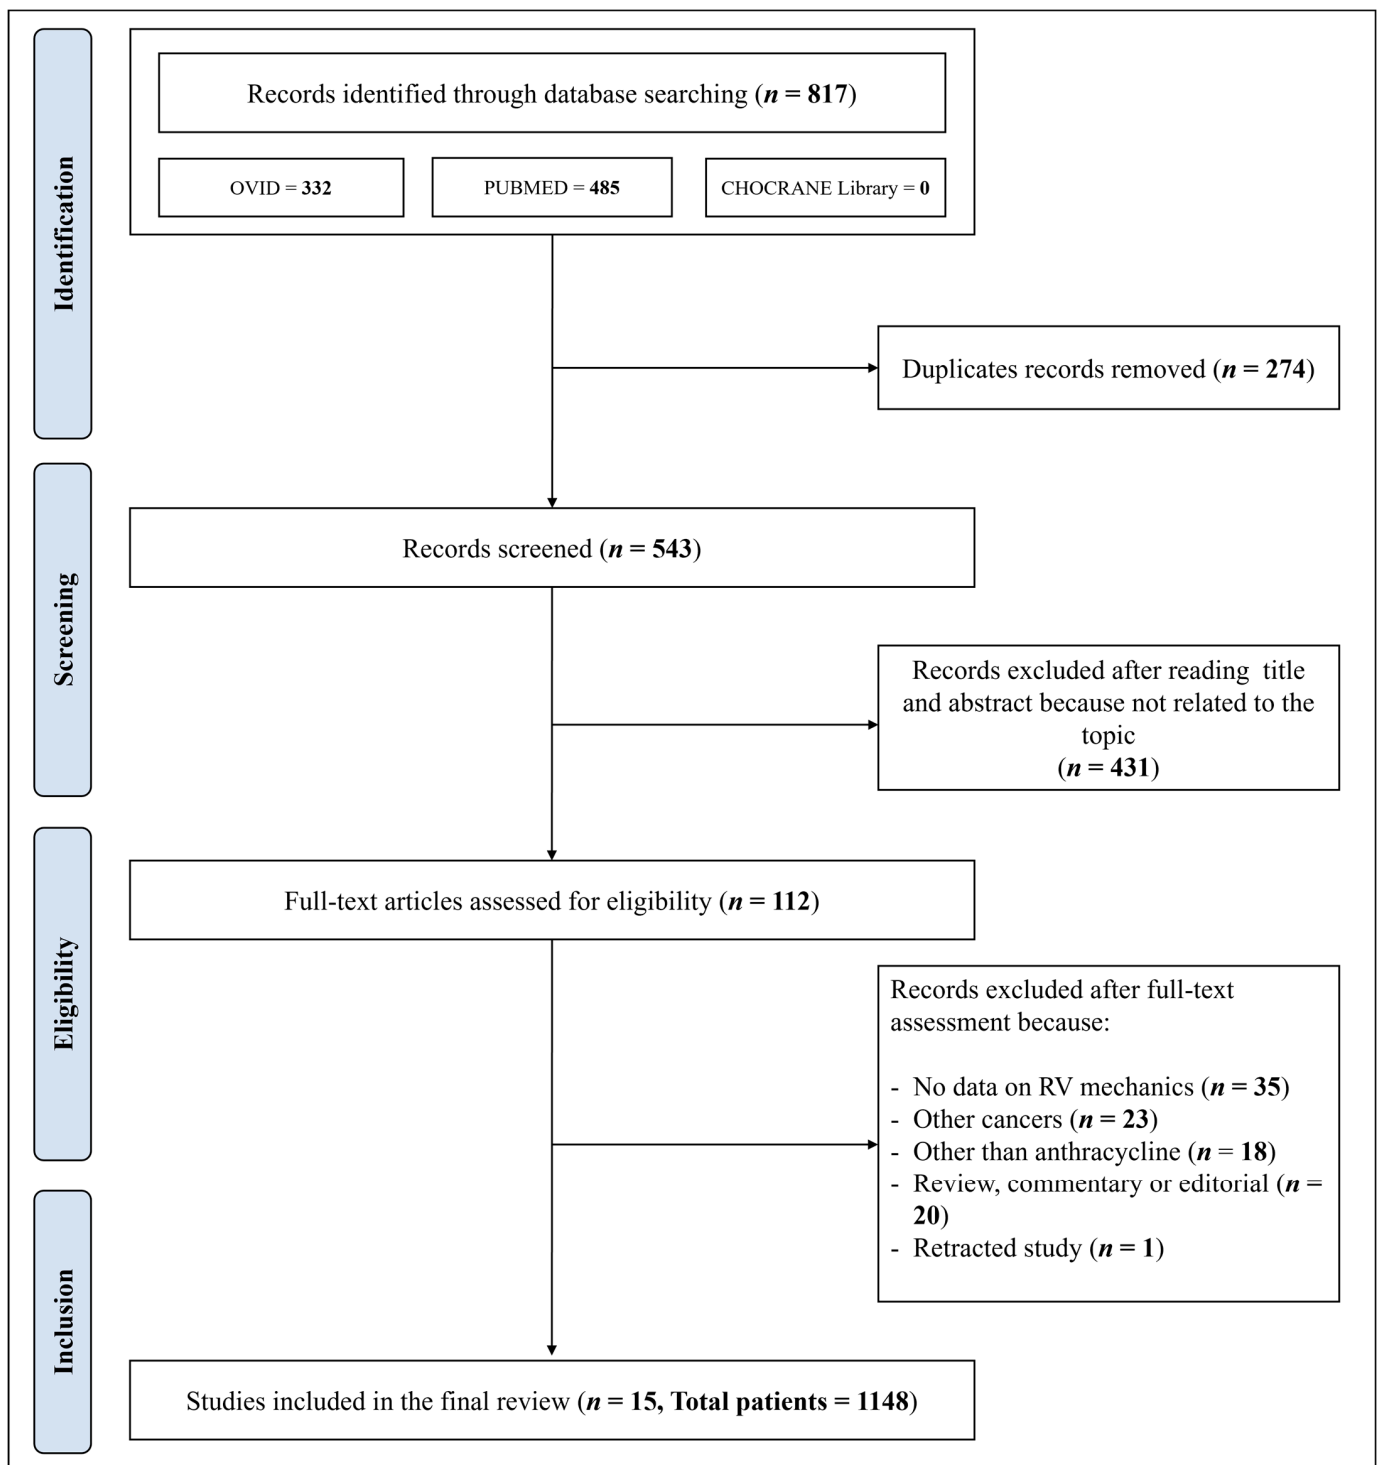 Identification
Records identified through database searching (n = 817)
OVID = 332
PUBMED = 485
CHOCRANE Library = 0
Duplicates records removed (n = 274)
Screening
Records screened (n = 543)
Records excluded after reading title
and abstract because not related to the
topic
(n = 431)
Eligibility
Full-text articles assessed for eligibility (n = 112)
Records excluded after full-text
assessment because:
- No data on RV mechanics (n = 35)
- Other cancers (n = 23)
- Other than anthracycline (n = 18)
- Review, commentary or editorial (n =
20)
- Retracted study (n = 1)
Inclusion
Studies included in the final review (n = 15, Total patients = 1148)